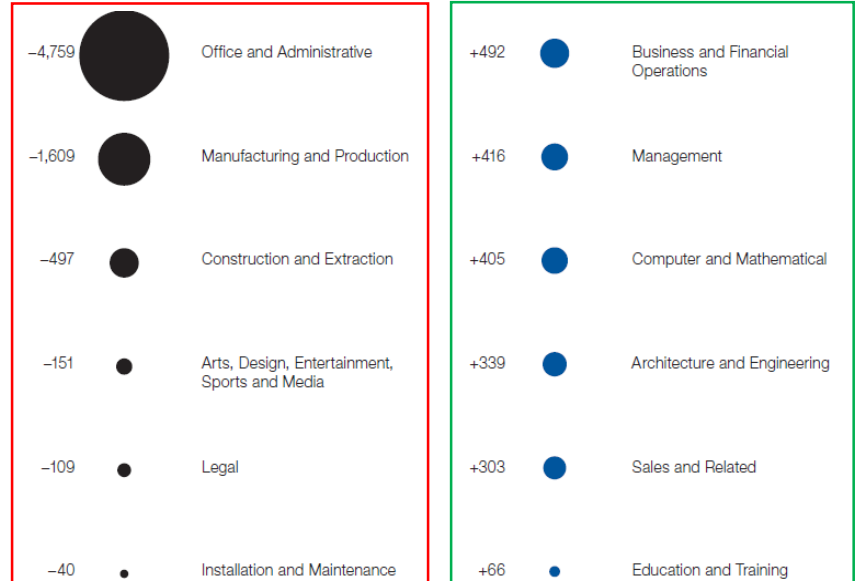 −4,759 Office and Administrative
−1,609 Manufacturing and Production
−497 Construction and Extraction
−151 Arts, Design, Entertainment,
Sports and Media
−109 Legal
−40 Installation and Maintenance
+492 Business and Financial
Operations
+416 Management
+405 Computer and Mathematical
+339 Architecture and Engineering
+303 Sales and Related
+66 Education and Training